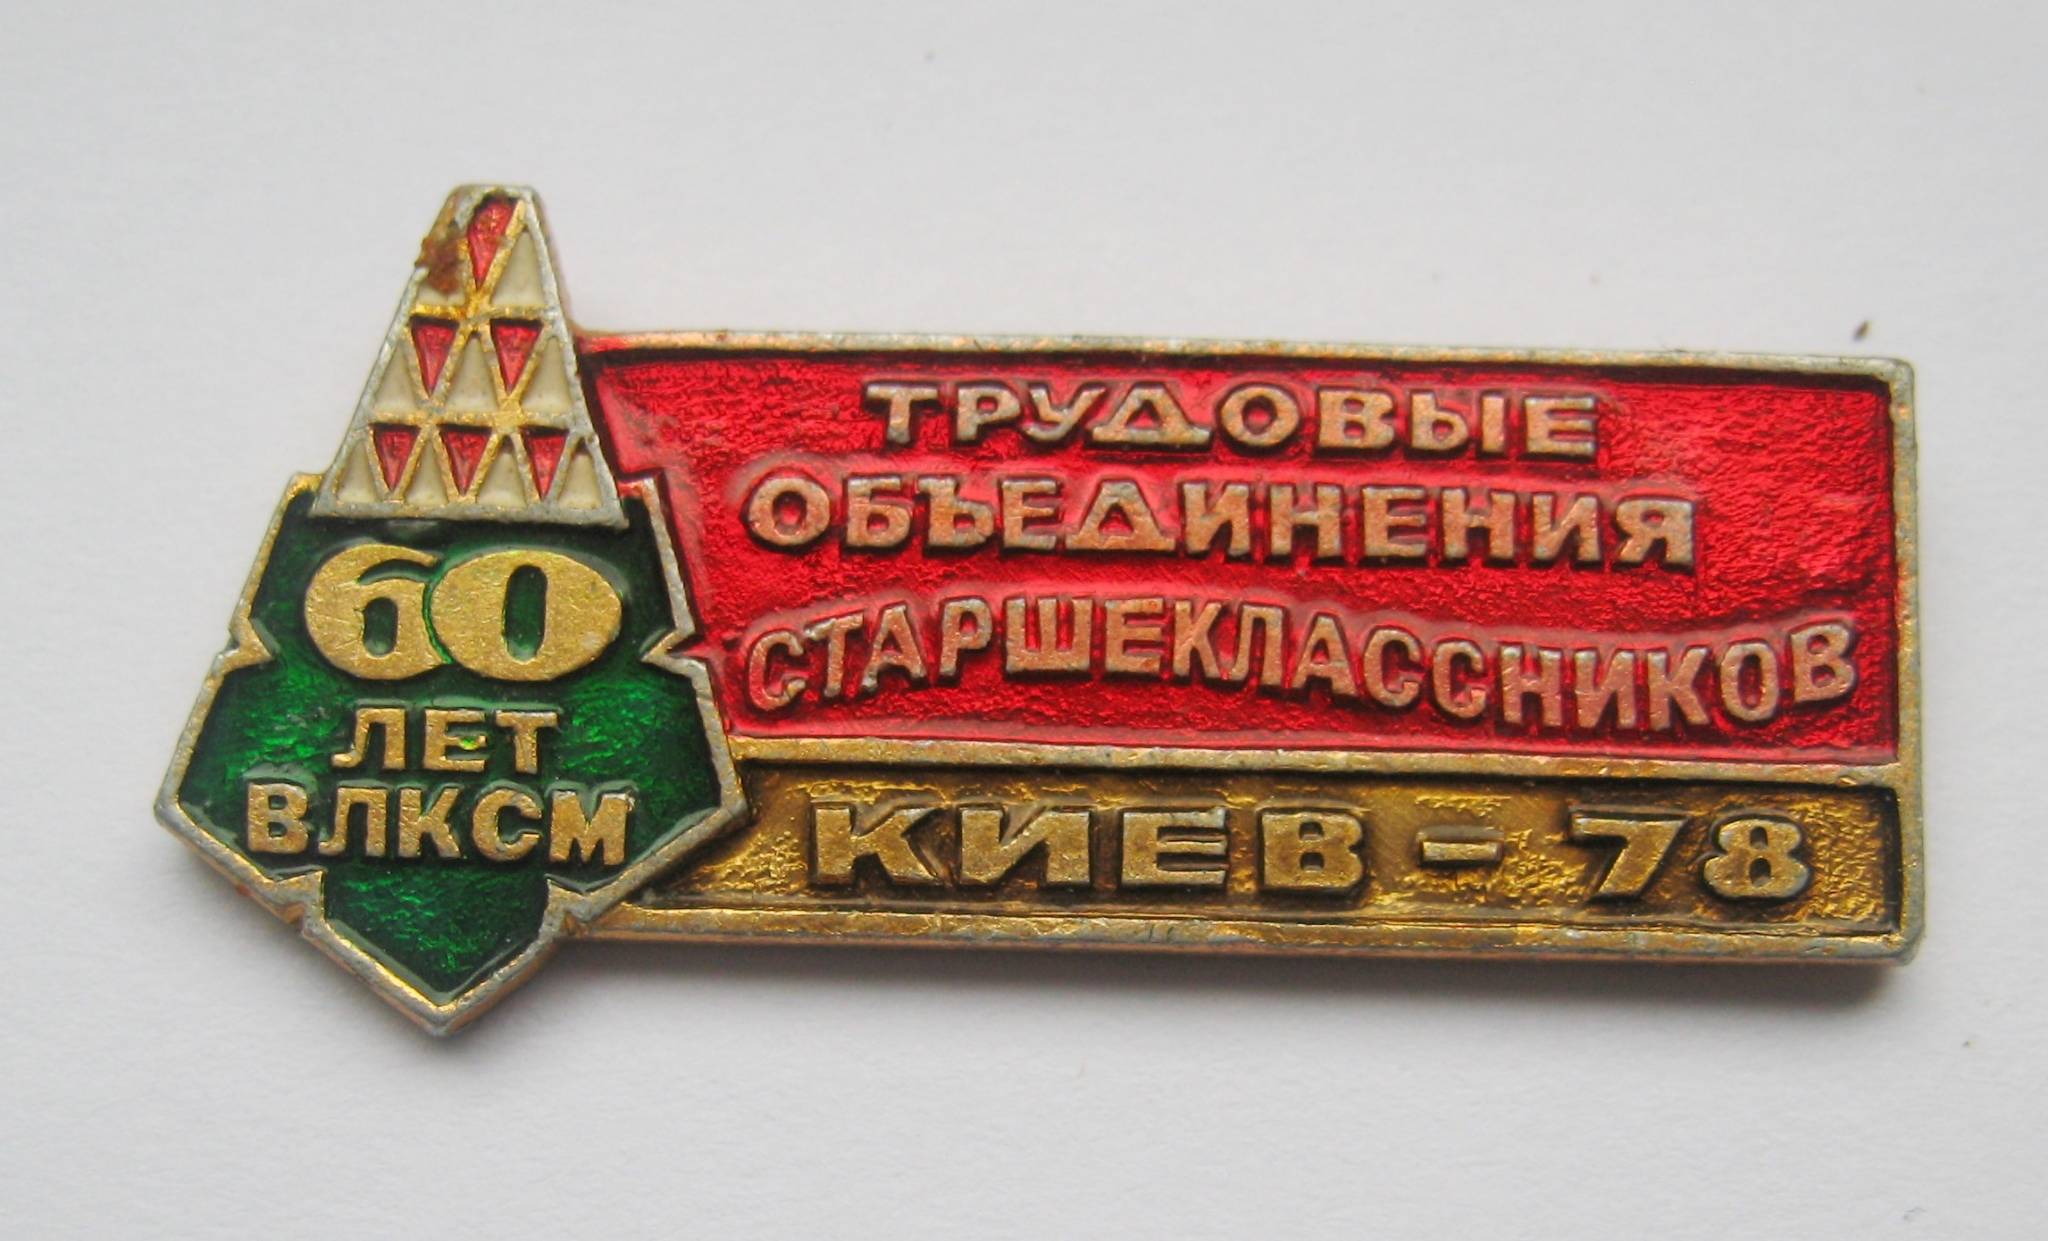 60
ЛЕТ
ВЛКСМ
ТРУДОВЫЕ
ОБЪЕДИНЕНИЯ
СТАРШЕКЛАССНИКОВ
КИЕВ - 78